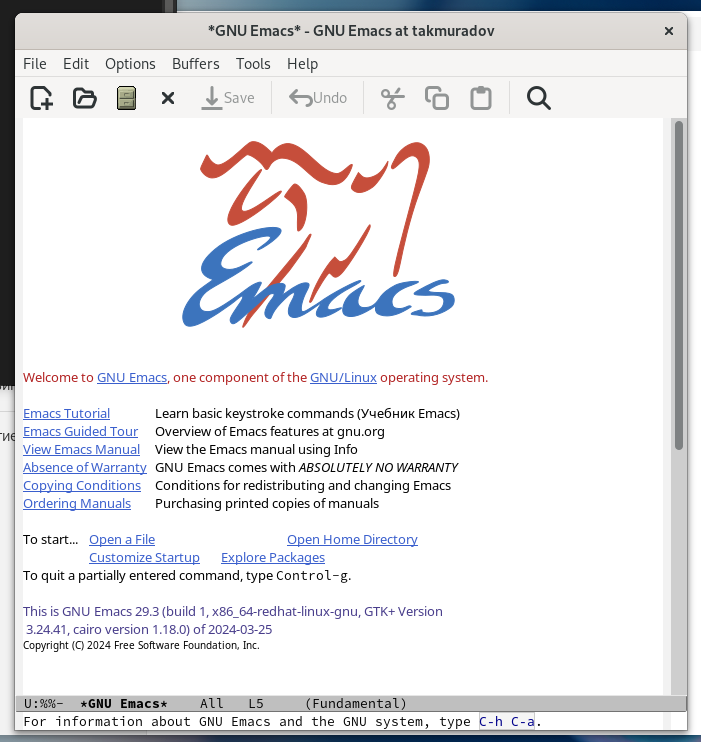 *GNU Emacs* - GNU Emacs at takmuradov
File Edit Options Buffers Tools Help
Save Undo
Emacs
Welcome to GNU Emacs, one component of the GNU/Linux operating system.
Emacs Tutorial Learn basic keystroke commands (Учебник Emacs)
Emacs Guided Tour Overview of Emacs features at gnu.org
View Emacs Manual View the Emacs manual using Info
Absence of Warranty GNU Emacs comes with ABSOLUTELY NO WARRANTY
Copying Conditions Conditions for redistributing and changing Emacs
Ordering Manuals Purchasing printed copies of manuals
To start... Open a File Open Home Directory
Customize Startup Explore Packages
To quit a partially entered command, type Control-g.
This is GNU Emacs 29.3 (build 1, x86_64-redhat-linux-gnu, GTK+ Version
3.24.41, cairo version 1.18.0) of 2024-03-25
Copyright (C) 2024 Free Software Foundation, Inc.
U:%%- *GNU Emacs* All L5 (Fundamental)
For information about GNU Emacs and the GNU system, type C-h C-a.